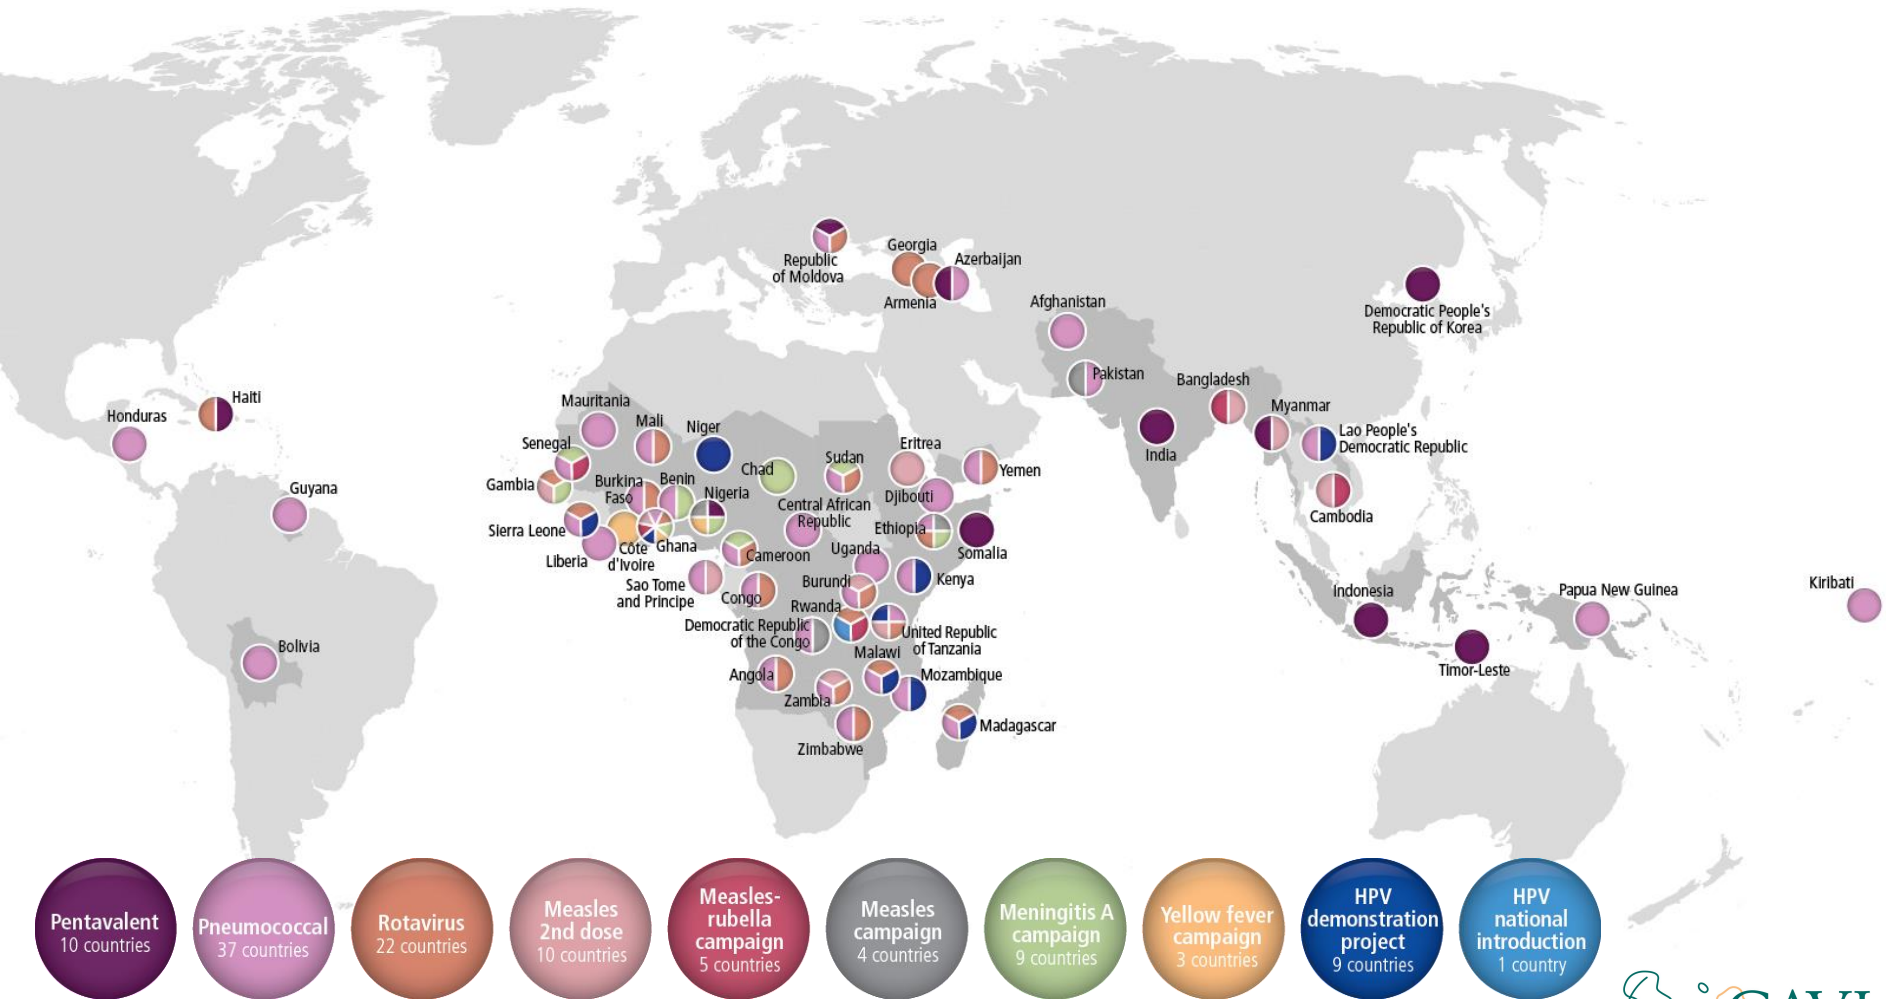 Georgia
Azerbaijan
Republic
of Moldova
Armenia
Afghanistan
Democratic People's
Republic of Korea
Pakistan
Bangladesh
Haiti
Honduras
Mauritania
Myanmar
Mali
Niger
Lao People's
Democratic Republic
Senegal
Eritrea
India
Sudan
Chad
Yemen
Gambia
Burkina
Faso
Benin
Nigeria
Guyana
Djibouti
Central African
Republic
Cambodia
Sierra Leone
Ethiopia
Côte
d'Ivoire
Ghana
Cameroon
Uganda
Somalia
Liberia
Sao Tome
and Principe
Congo
Burundi
Kenya
Rwanda
Indonesia
Papua New Guinea
Kiribati
Democratic Republic
of the Congo
United Republic
of Tanzania
Bolivia
Malawi
Angola
Mozambique
Timor-Leste
Zambia
Madagascar
Zimbabwe
Pentavalent
10 countries
Pneumococcal
37 countries
Rotavirus
22 countries
Measles
2nd dose
10 countries
Measles-
rubella
campaign
5 countries
Measles
campaign
4 countries
Meningitis A
campaign
9 countries
Yellow fever
campaign
3 countries
HPV
demonstration
project
9 countries
HPV
national
introduction
1 country
GAVI